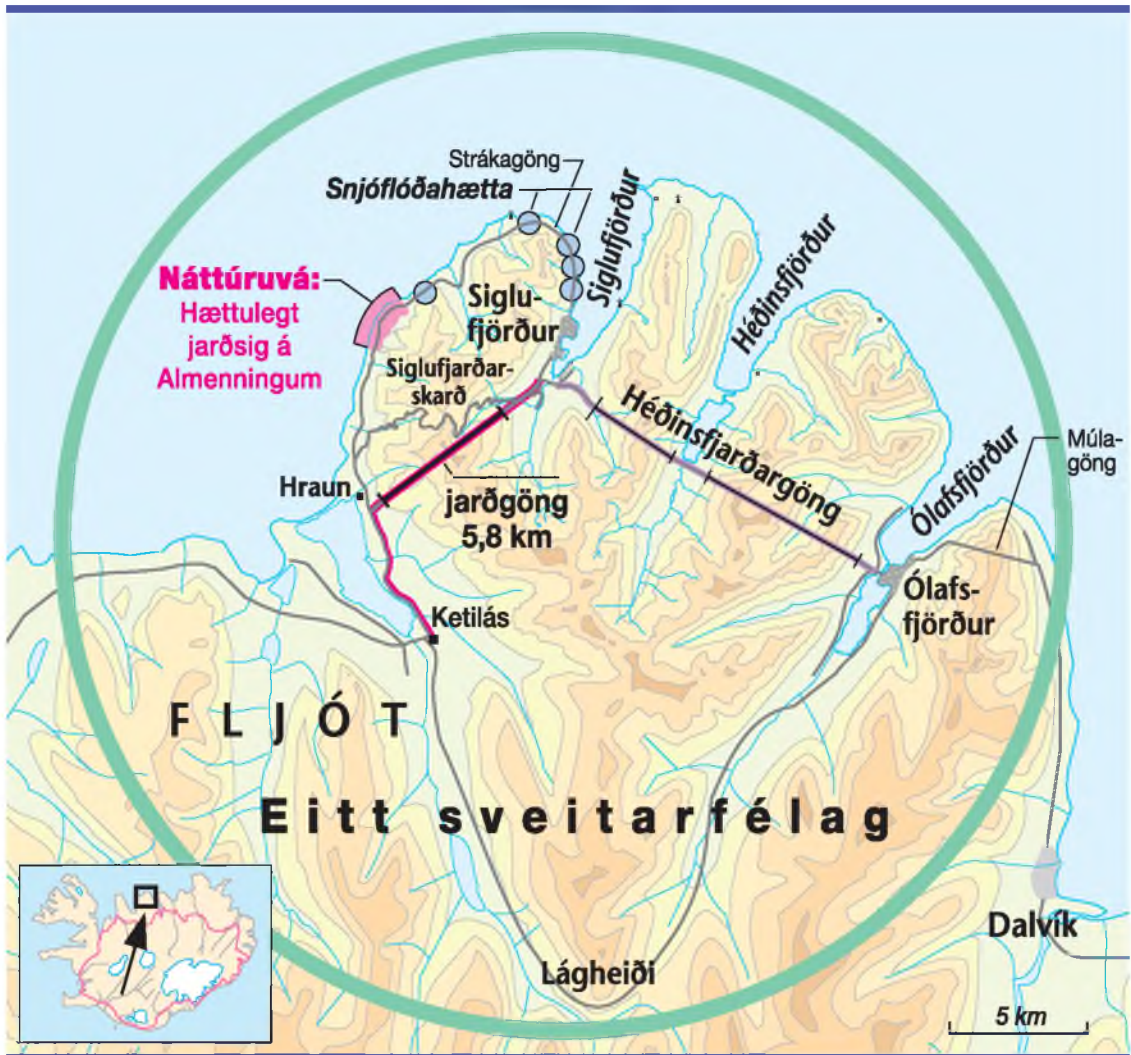 Strákagöng
Snjóflóðahætta
Siglufjörður
Héðinsfjörður
Náttúruvá:
Hættulegt
jarðsig á
Almenningum
Siglu-
fjörður
Siglufjarðar-
skarð
Héðinsfjarðargöng
Ólafsfjörður
Múla-
göng
Hraun
jarðgöng
5,8 km
Ólafs-
fjörður
Ketilás
FLJÓT
Eitt sveitarfélag
Dalvík
Lágheiði
5 km